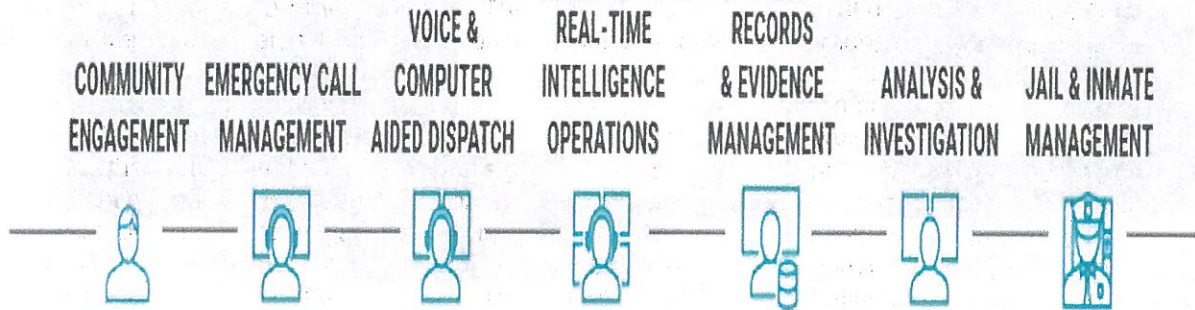 COMMUNITY
ENGAGEMENT
EMERGENCY CALL
MANAGEMENT
VOICE &
COMPUTER
AIDED DISPATCH
REAL-TIME
INTELLIGENCE
OPERATIONS
RECORDS
& EVIDENCE
MANAGEMENT
ANALYSIS &
INVESTIGATION
JAIL & INMATE
MANAGEMENT